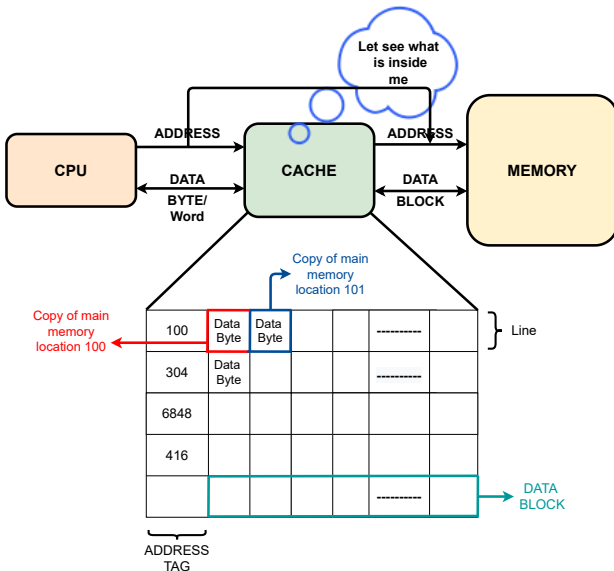 Let see what
is inside
me
ADDRESS
ADDRESS
CPU
CACHE
MEMORY
DATA
BYTE/
Word
DATA
BLOCK
Copy of main
memory
location 101
Copy of main
memory
location 100
100
Data
Byte
Data
Byte
----------
Line
304
Data
Byte
----------
6848
416
----------
DATA
BLOCK
ADDRESS
TAG